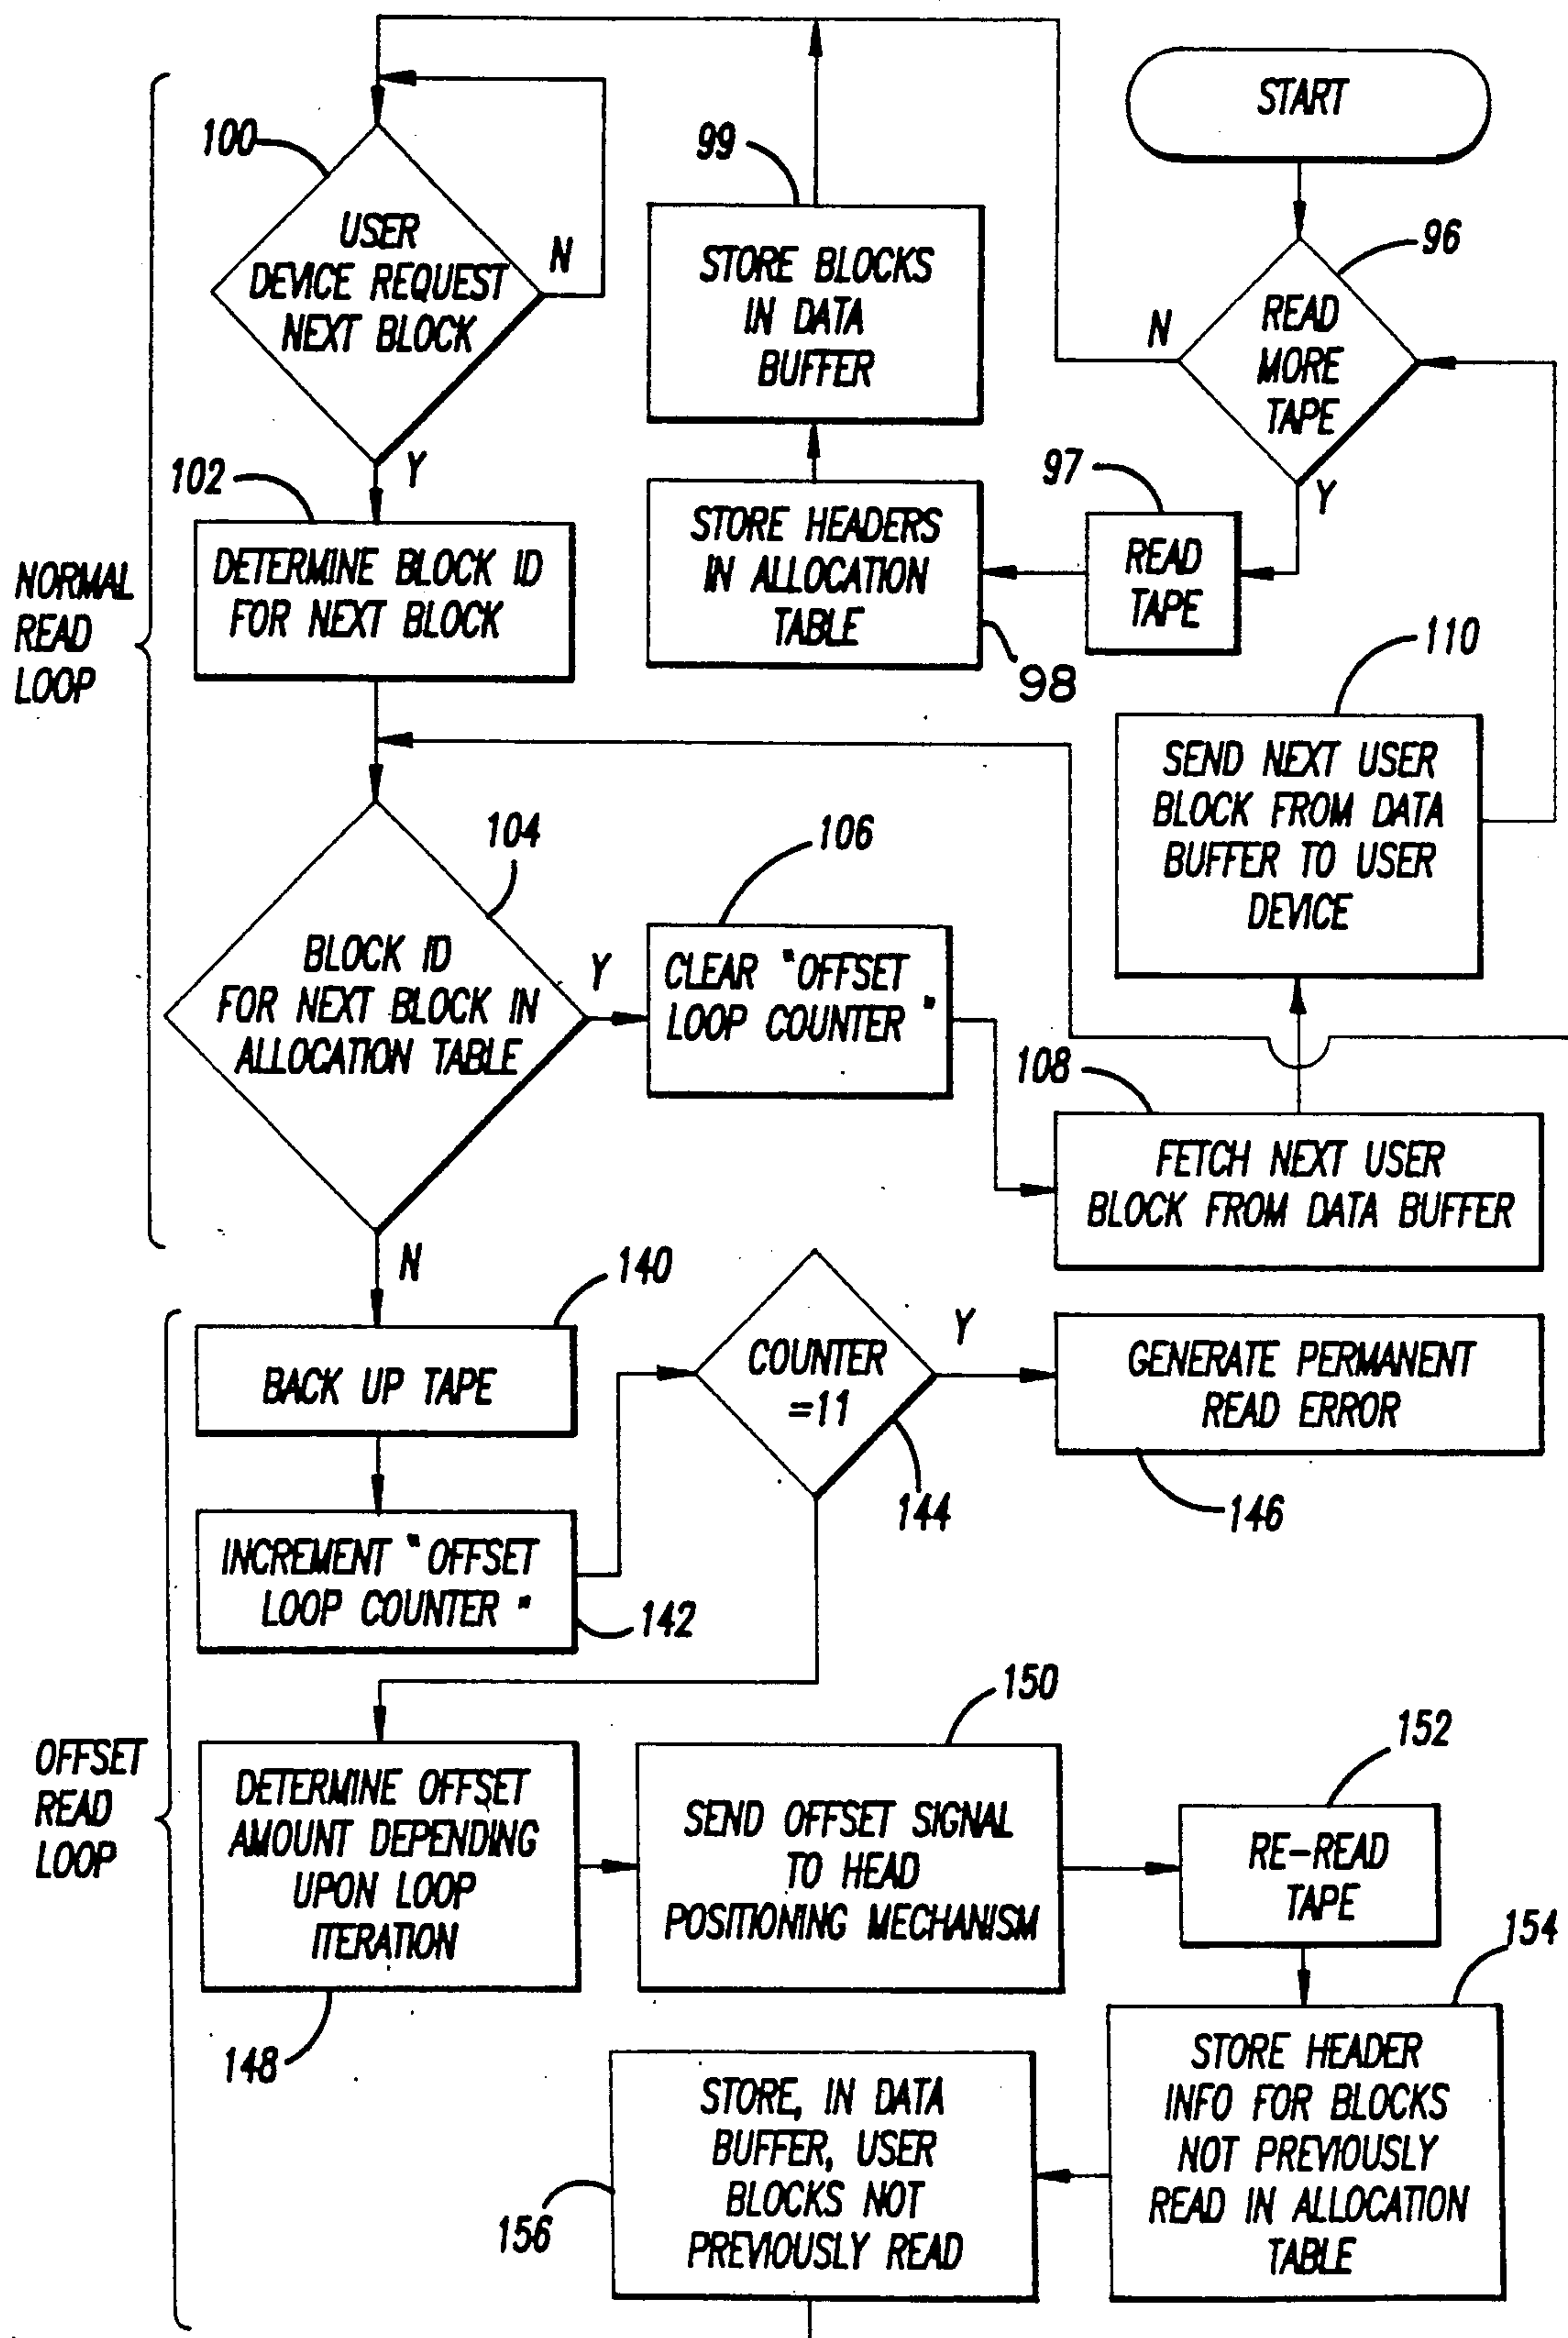 START
100
USER
DEVICE REQUEST
NEXT BLOCK
N
Y
99
STORE BLOCKS
IN DATA
BUFFER
96
READ
MORE
TAPE
N
Y
97
READ
TAPE
STORE HEADERS
IN ALLOCATION
TABLE
98
102
DETERMINE BLOCK ID
FOR NEXT BLOCK
NORMAL
READ
LOOP
110
SEND NEXT USER
BLOCK FROM DATA
BUFFER TO USER
DEVICE
104
BLOCK ID
FOR NEXT BLOCK IN
ALLOCATION TABLE
Y
N
106
CLEAR "OFFSET
LOOP COUNTER"
108
FETCH NEXT USER
BLOCK FROM DATA BUFFER
140
BACK UP TAPE
COUNTER
=11
Y
144
GENERATE PERMANENT
READ ERROR
146
INCREMENT "OFFSET
LOOP COUNTER"
142
OFFSET
READ
LOOP
DETERMINE OFFSET
AMOUNT DEPENDING
UPON LOOP
ITERATION
148
150
SEND OFFSET SIGNAL
TO HEAD
POSITIONING MECHANISM
152
RE-READ
TAPE
154
STORE HEADER
INFO FOR BLOCKS
NOT PREVIOUSLY
READ IN ALLOCATION
TABLE
STORE, IN DATA
BUFFER, USER
BLOCKS NOT
PREVIOUSLY READ
156